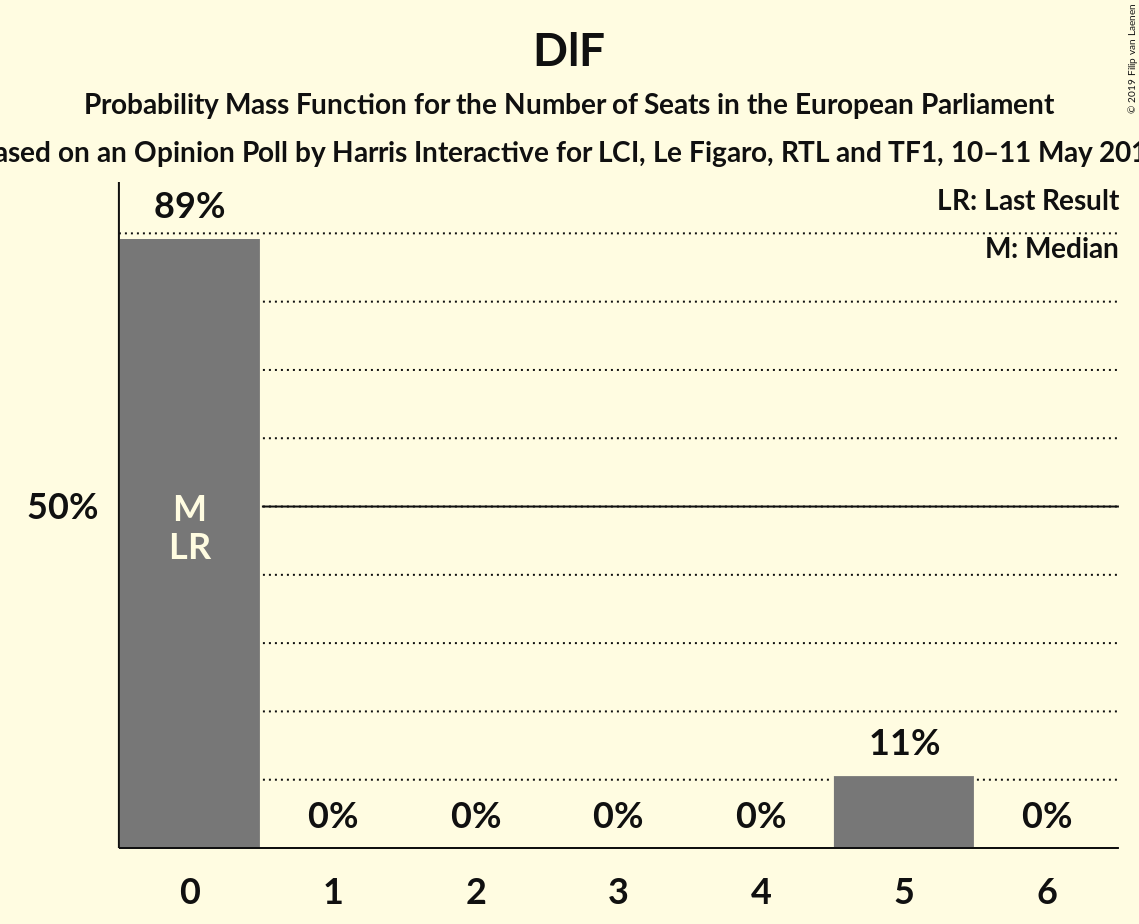 DlF
Probability Mass Function for the Number of Seats in the European Parliament
ased on an Opinion Poll by Harris Interactive for LCI, Le Figaro, RTL and TF1, 10–11 May 201
© 2019 Filip van Laenen
LR: Last Result
M: Median
89%
50%
M
LR
11%
0% 0% 0% 0% 0%
0 1 2 3 4 5 6